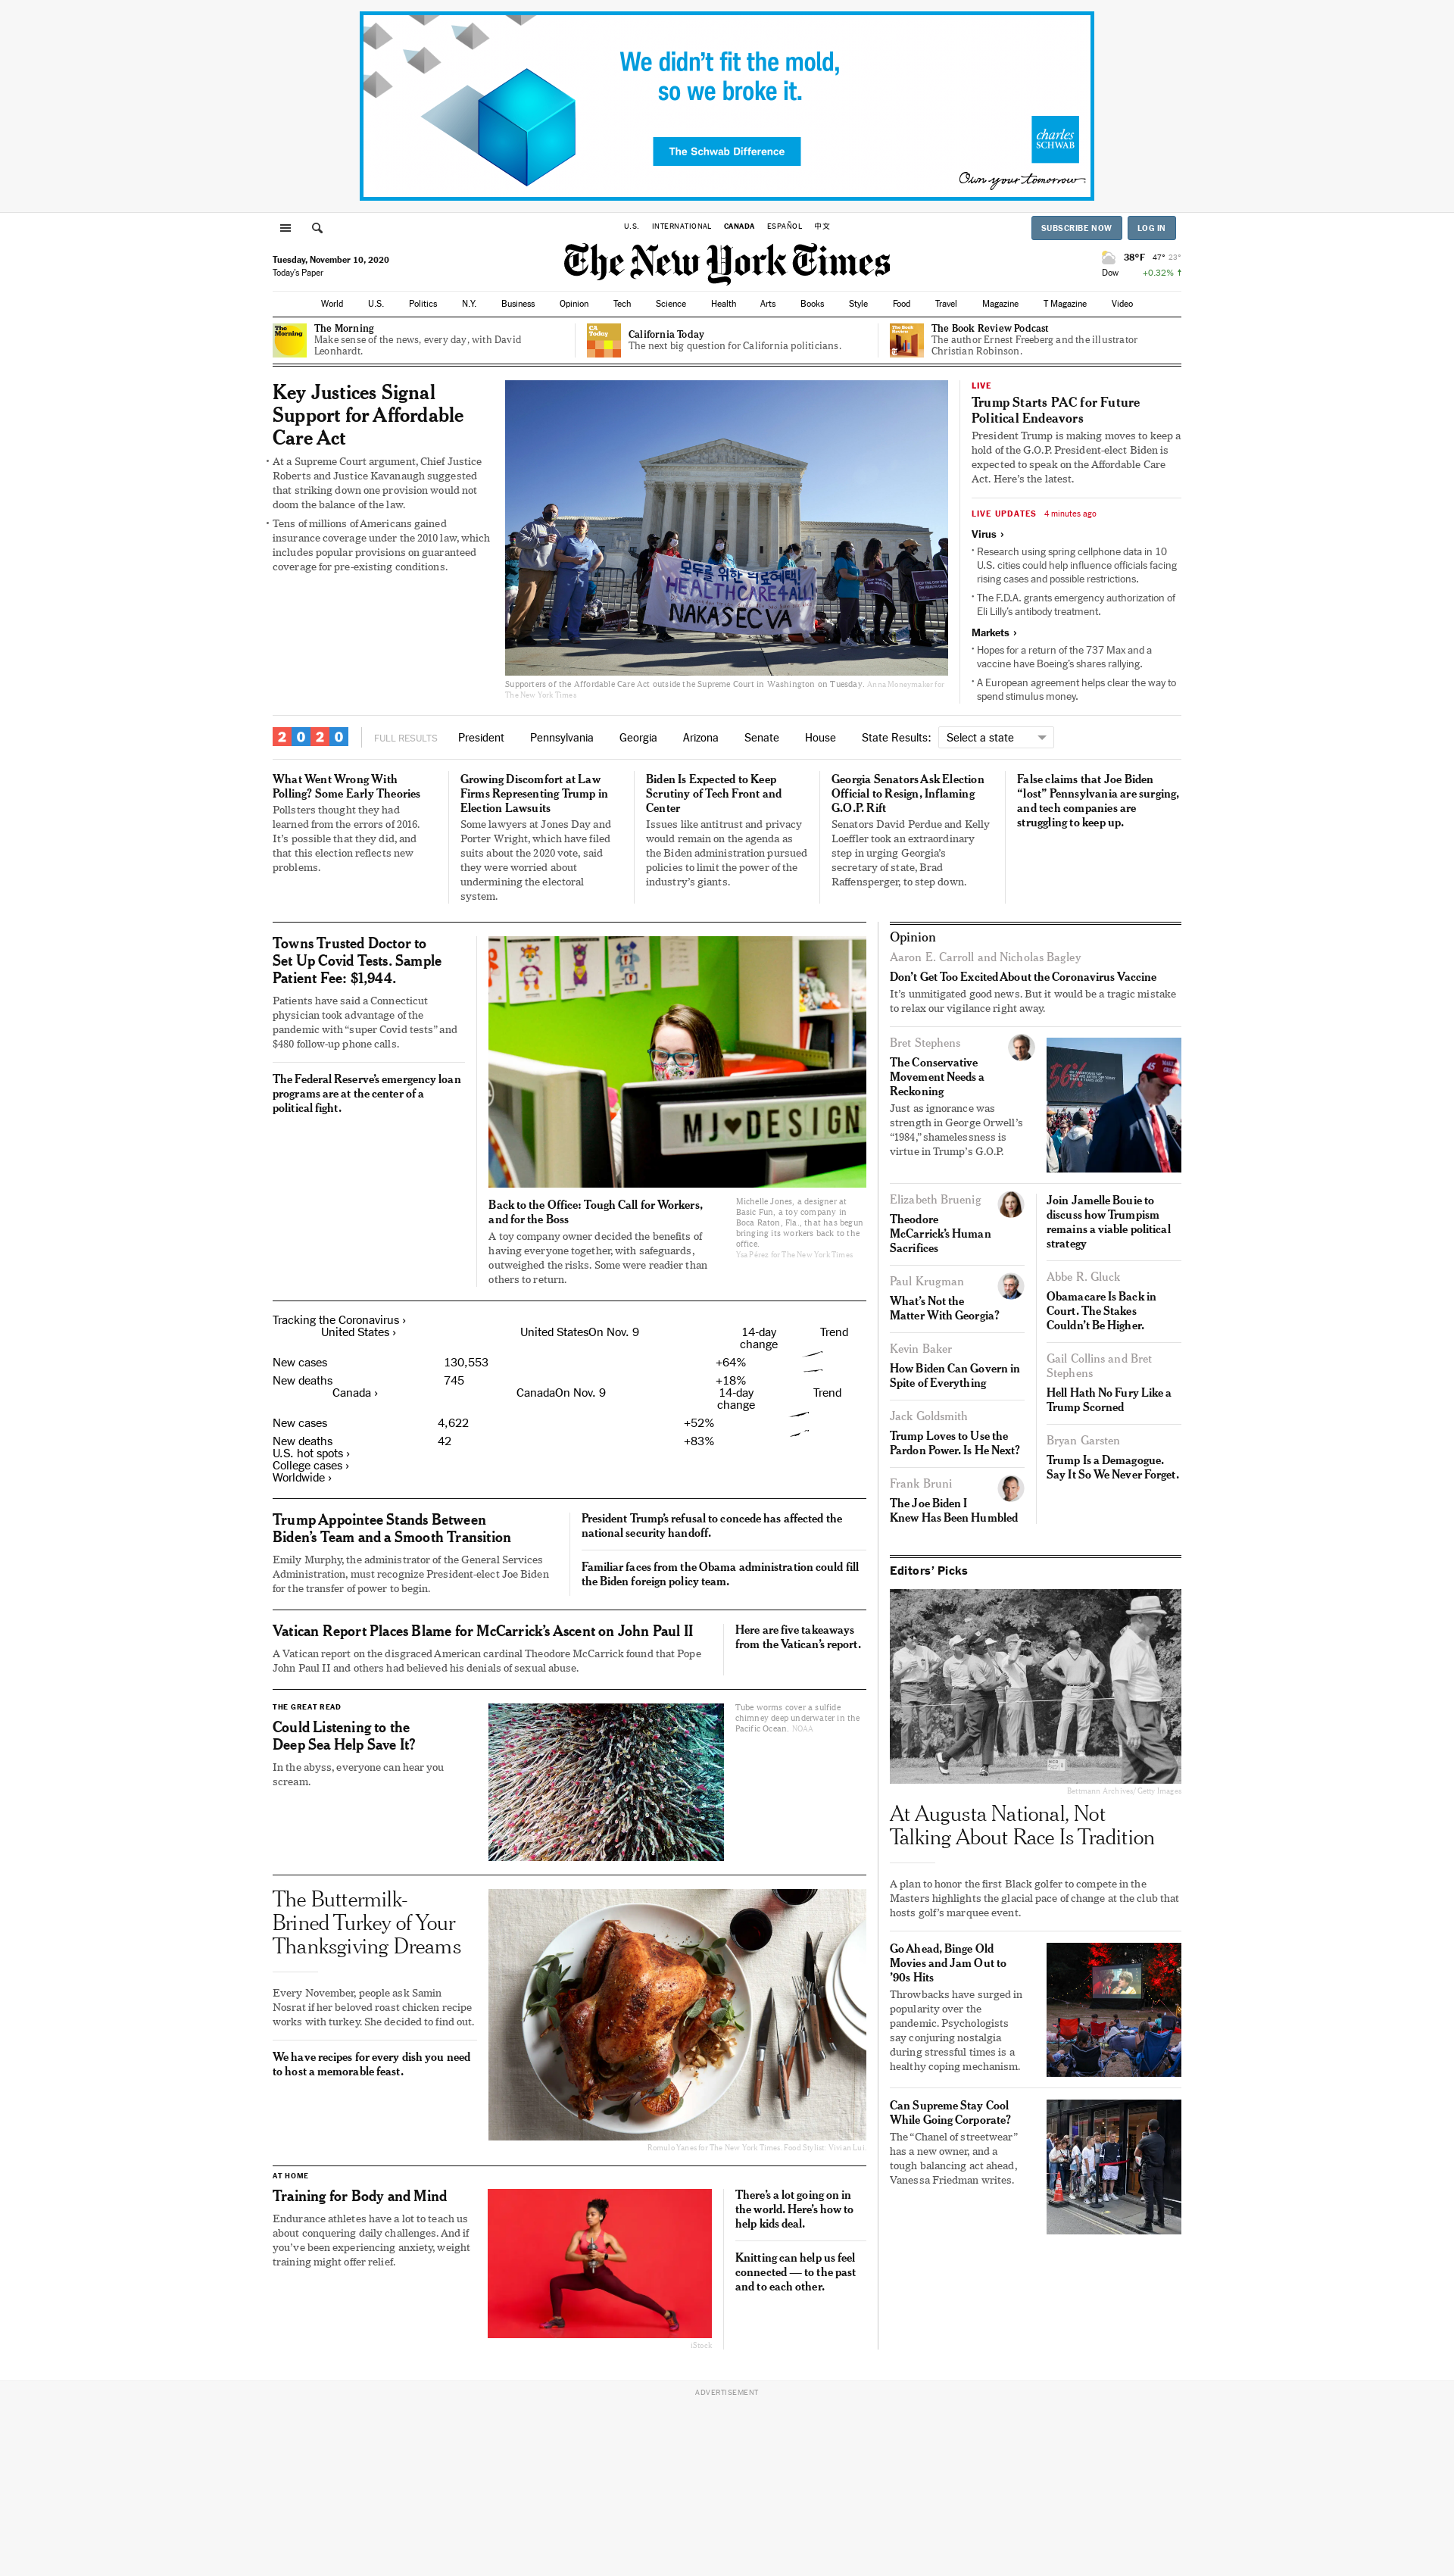 We didn't fit the mold,
so we broke it.
The Schwab Difference
charles
SCHWAB
Own your tomorrow.
U.S. INTERNATIONAL CANADA ESPAÑOL 中文
SUBSCRIBE NOW LOG IN
Tuesday, November 10, 2020
Today's Paper
The New York Times
38°F 47° 23°
Dow +0.32% ↑
World U.S. Politics N.Y. Business Opinion Tech Science Health Arts Books Style Food Travel Magazine T Magazine Video
The Morning
Make sense of the news, every day, with David
Leonhardt.
California Today
The next big question for California politicians.
The Book Review Podcast
The author Ernest Freeberg and the illustrator
Christian Robinson.
Key Justices Signal
Support for Affordable
Care Act
• At a Supreme Court argument, Chief Justice
Roberts and Justice Kavanaugh suggested
that striking down one provision would not
doom the balance of the law.
• Tens of millions of Americans gained
insurance coverage under the 2010 law, which
includes popular provisions on guaranteed
coverage for pre-existing conditions.
모두를 위한 의료혜택!
HEALTHCARE4ALL!
NAKASEC VA
Supporters of the Affordable Care Act outside the Supreme Court in Washington on Tuesday. Anna Moneymaker for
The New York Times
LIVE
Trump Starts PAC for Future
Political Endeavors
President Trump is making moves to keep a
hold of the G.O.P. President-elect Biden is
expected to speak on the Affordable Care
Act. Here's the latest.
LIVE UPDATES 4 minutes ago
Virus ›
• Research using spring cellphone data in 10
U.S. cities could help influence officials facing
rising cases and possible restrictions.
• The F.D.A. grants emergency authorization of
Eli Lilly's antibody treatment.
Markets ›
• Hopes for a return of the 737 Max and a
vaccine have Boeing's shares rallying.
• A European agreement helps clear the way to
spend stimulus money.
2020 FULL RESULTS President Pennsylvania Georgia Arizona Senate House State Results: Select a state
What Went Wrong With
Polling? Some Early Theories
Pollsters thought they had
learned from the errors of 2016.
It's possible that they did, and
that this election reflects new
problems.
Growing Discomfort at Law
Firms Representing Trump in
Election Lawsuits
Some lawyers at Jones Day and
Porter Wright, which have filed
suits about the 2020 vote, said
they were worried about
undermining the electoral
system.
Biden Is Expected to Keep
Scrutiny of Tech Front and
Center
Issues like antitrust and privacy
would remain on the agenda as
the Biden administration pursued
policies to limit the power of the
industry's giants.
Georgia Senators Ask Election
Official to Resign, Inflaming
G.O.P. Rift
Senators David Perdue and Kelly
Loeffler took an extraordinary
step in urging Georgia's
secretary of state, Brad
Raffensperger, to step down.
False claims that Joe Biden
“lost” Pennsylvania are surging,
and tech companies are
struggling to keep up.
Towns Trusted Doctor to
Set Up Covid Tests. Sample
Patient Fee: $1,944.
Patients have said a Connecticut
physician took advantage of the
pandemic with “super Covid tests” and
$480 follow-up phone calls.
The Federal Reserve's emergency loan
programs are at the center of a
political fight.
MJ♥DESIGN
Back to the Office: Tough Call for Workers,
and for the Boss
A toy company owner decided the benefits of
having everyone together, with safeguards,
outweighed the risks. Some were readier than
others to return.
Michelle Jones, a designer at
Basic Fun, a toy company in
Boca Raton, Fla., that has begun
bringing its workers back to the
office.
Ysa Pérez for The New York Times
Tracking the Coronavirus ›
United States › United StatesOn Nov. 9 14-day Trend
change
New cases 130,553 +64%
New deaths 745 +18%
Canada › CanadaOn Nov. 9 14-day Trend
change
New cases 4,622 +52%
New deaths 42 +83%
U.S. hot spots ›
College cases ›
Worldwide ›
Trump Appointee Stands Between
Biden's Team and a Smooth Transition
Emily Murphy, the administrator of the General Services
Administration, must recognize President-elect Joe Biden
for the transfer of power to begin.
President Trump's refusal to concede has affected the
national security handoff.
Familiar faces from the Obama administration could fill
the Biden foreign policy team.
Vatican Report Places Blame for McCarrick's Ascent on John Paul II
A Vatican report on the disgraced American cardinal Theodore McCarrick found that Pope
John Paul II and others had believed his denials of sexual abuse.
Here are five takeaways
from the Vatican's report.
THE GREAT READ
Could Listening to the
Deep Sea Help Save It?
In the abyss, everyone can hear you
scream.
Tube worms cover a sulfide
chimney deep underwater in the
Pacific Ocean. NOAA
The Buttermilk-
Brined Turkey of Your
Thanksgiving Dreams
Every November, people ask Samin
Nosrat if her beloved roast chicken recipe
works with turkey. She decided to find out.
We have recipes for every dish you need
to host a memorable feast.
Romulo Yanes for The New York Times. Food Stylist: Vivian Lui.
AT HOME
Training for Body and Mind
Endurance athletes have a lot to teach us
about conquering daily challenges. And if
you've been experiencing anxiety, weight
training might offer relief.
iStock
There's a lot going on in
the world. Here's how to
help kids deal.
Knitting can help us feel
connected — to the past
and to each other.
Opinion
Aaron E. Carroll and Nicholas Bagley
Don't Get Too Excited About the Coronavirus Vaccine
It's unmitigated good news. But it would be a tragic mistake
to relax our vigilance right away.
Bret Stephens
The Conservative
Movement Needs a
Reckoning
Just as ignorance was
strength in George Orwell's
“1984,” shamelessness is
virtue in Trump's G.O.P.
56%
45
Elizabeth Bruenig
Theodore
McCarrick's Human
Sacrifices
Paul Krugman
What's Not the
Matter With Georgia?
Kevin Baker
How Biden Can Govern in
Spite of Everything
Jack Goldsmith
Trump Loves to Use the
Pardon Power. Is He Next?
Frank Bruni
The Joe Biden I
Knew Has Been Humbled
Join Jamelle Bouie to
discuss how Trumpism
remains a viable political
strategy
Abbe R. Gluck
Obamacare Is Back in
Court. The Stakes
Couldn't Be Higher.
Gail Collins and Bret
Stephens
Hell Hath No Fury Like a
Trump Scorned
Bryan Garsten
Trump Is a Demagogue.
Say It So We Never Forget.
Editors' Picks
Bettmann Archives/Getty Images
At Augusta National, Not
Talking About Race Is Tradition
A plan to honor the first Black golfer to compete in the
Masters highlights the glacial pace of change at the club that
hosts golf's marquee event.
Go Ahead, Binge Old
Movies and Jam Out to
'90s Hits
Throwbacks have surged in
popularity over the
pandemic. Psychologists
say conjuring nostalgia
during stressful times is a
healthy coping mechanism.
Can Supreme Stay Cool
While Going Corporate?
The “Chanel of streetwear”
has a new owner, and a
tough balancing act ahead,
Vanessa Friedman writes.
ADVERTISEMENT